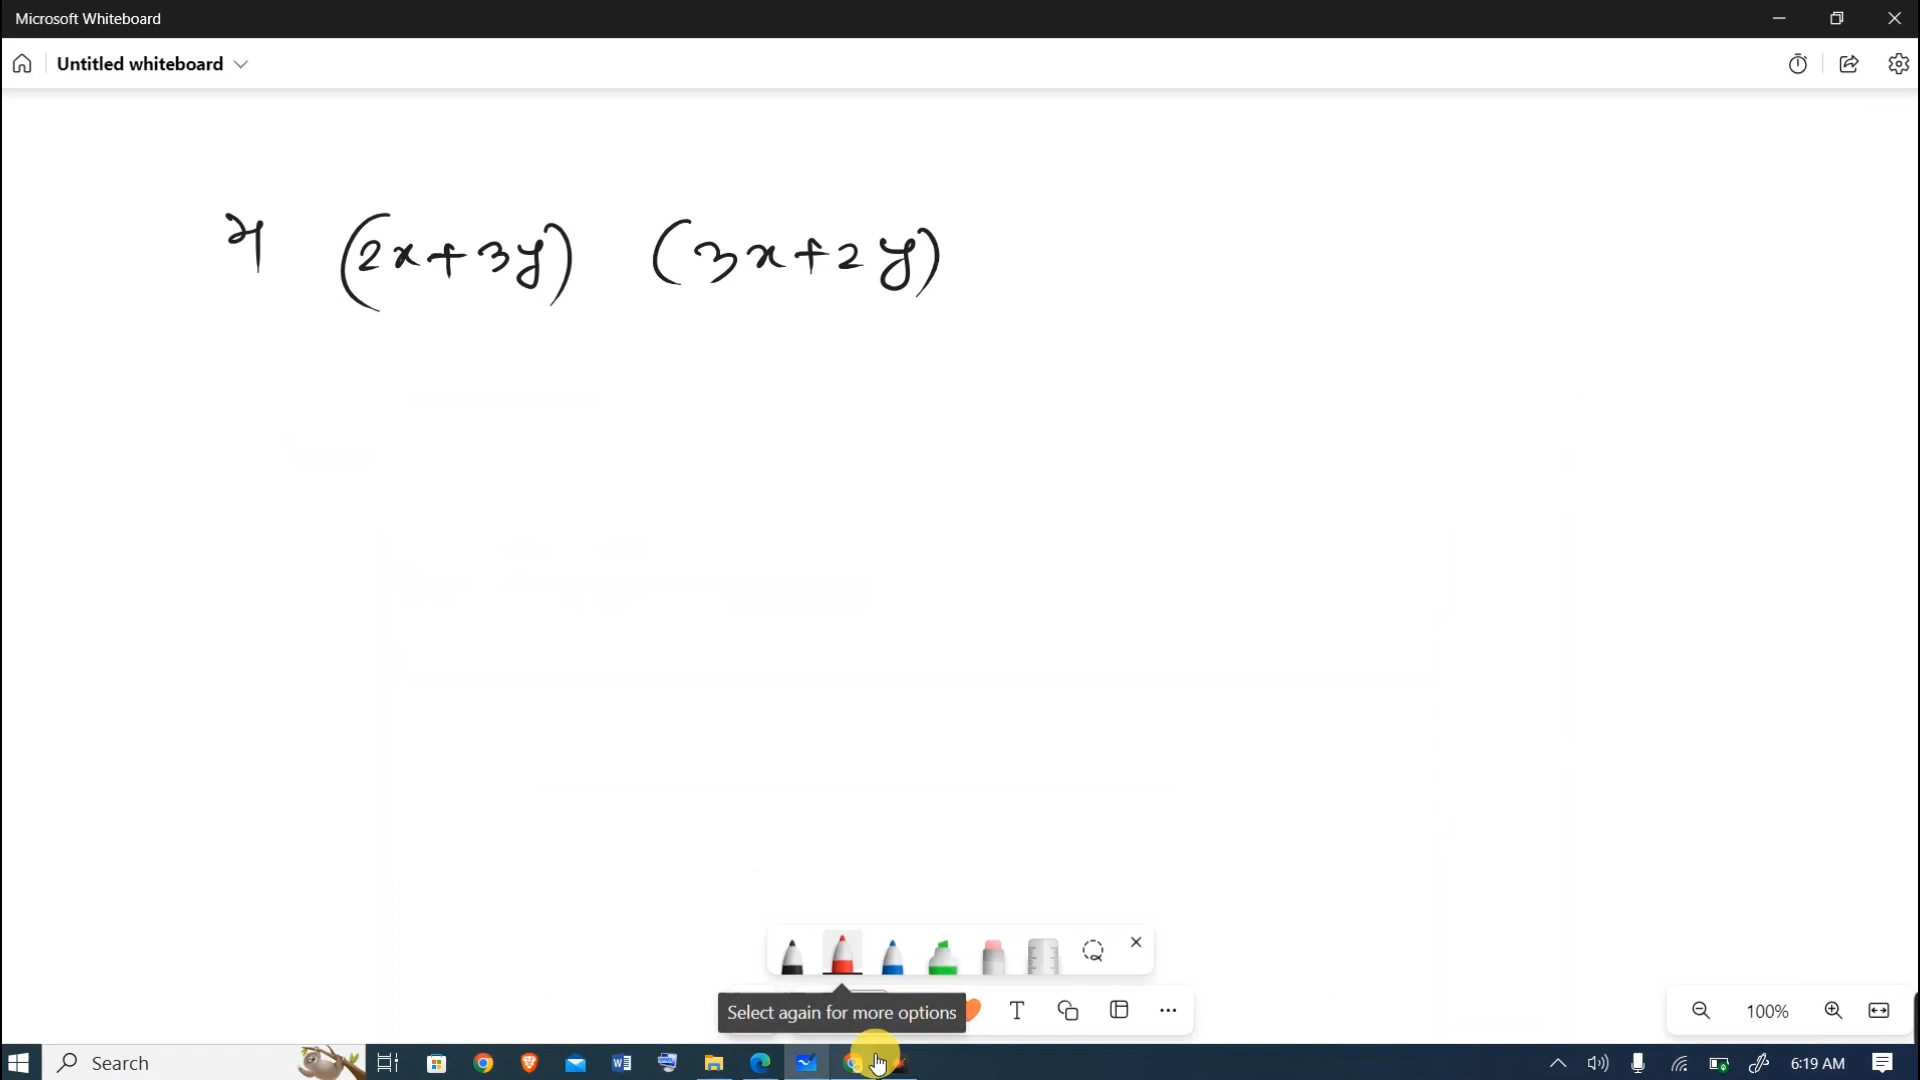 Microsoft Whiteboard
Untitled whiteboard
(2x+3y) (3x+2y)
Select again for more options
T
100%
Search
6:19 AM